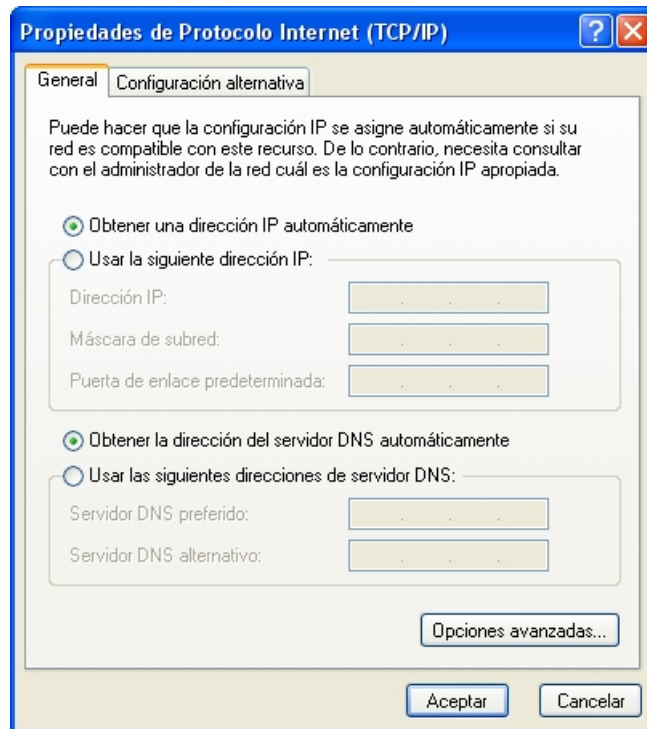 Propiedades de Protocolo Internet (TCP/IP)
General
Configuración alternativa
Puede hacer que la configuración IP se asigne automáticamente si su
red es compatible con este recurso. De lo contrario, necesita consultar
con el administrador de la red cuál es la configuración IP apropiada.
Obtener una dirección IP automáticamente
Usar la siguiente dirección IP:
Dirección IP:
Máscara de subred:
Puerta de enlace predeterminada:
Obtener la dirección del servidor DNS automáticamente
Usar las siguientes direcciones de servidor DNS:
Servidor DNS preferido:
Servidor DNS alternativo:
Opciones avanzadas...
Aceptar
Cancelar